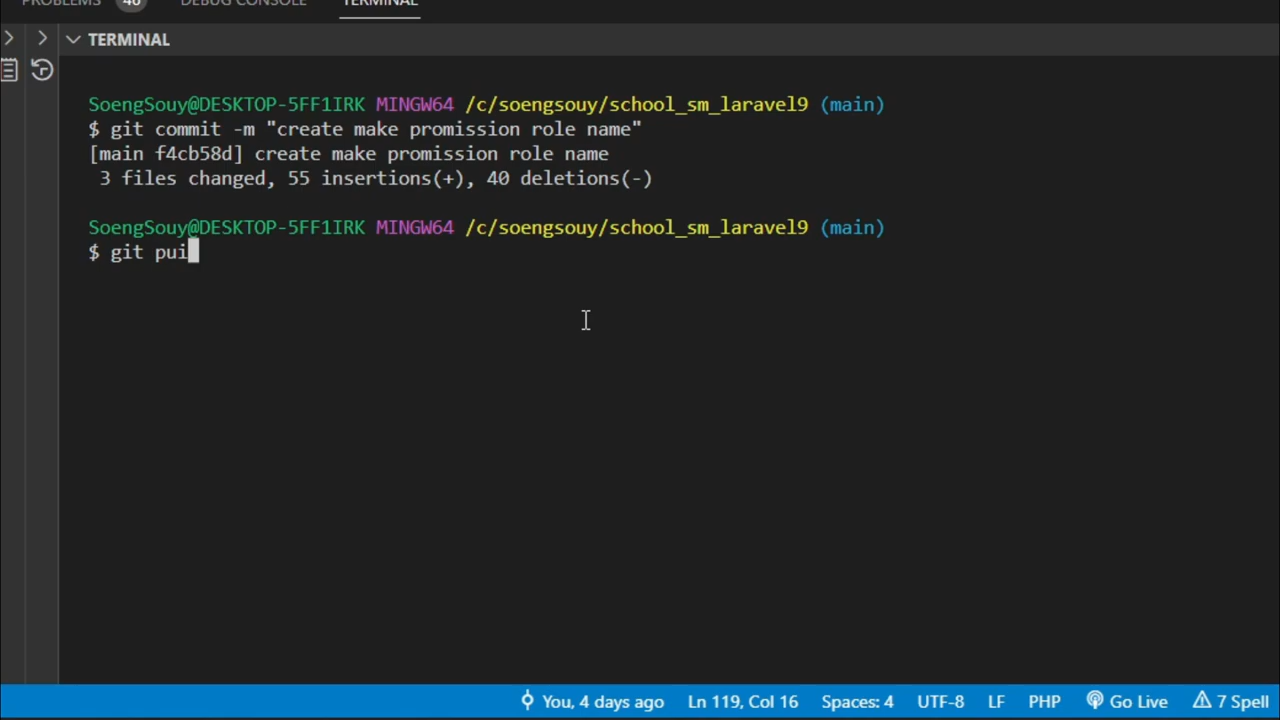 PROBLEMS 46 DEBUG CONSOLE TERMINAL
TERMINAL
SoengSouy@DESKTOP-5FF1IRK MINGW64 /c/soengsouy/school_sm_laravel9 (main)
$ git commit -m "create make promission role name"
[main f4cb58d] create make promission role name
3 files changed, 55 insertions(+), 40 deletions(-)
SoengSouy@DESKTOP-5FF1IRK MINGW64 /c/soengsouy/school_sm_laravel9 (main)
$ git pui
You, 4 days ago Ln 119, Col 16 Spaces: 4 UTF-8 LF PHP Go Live 7 Spell